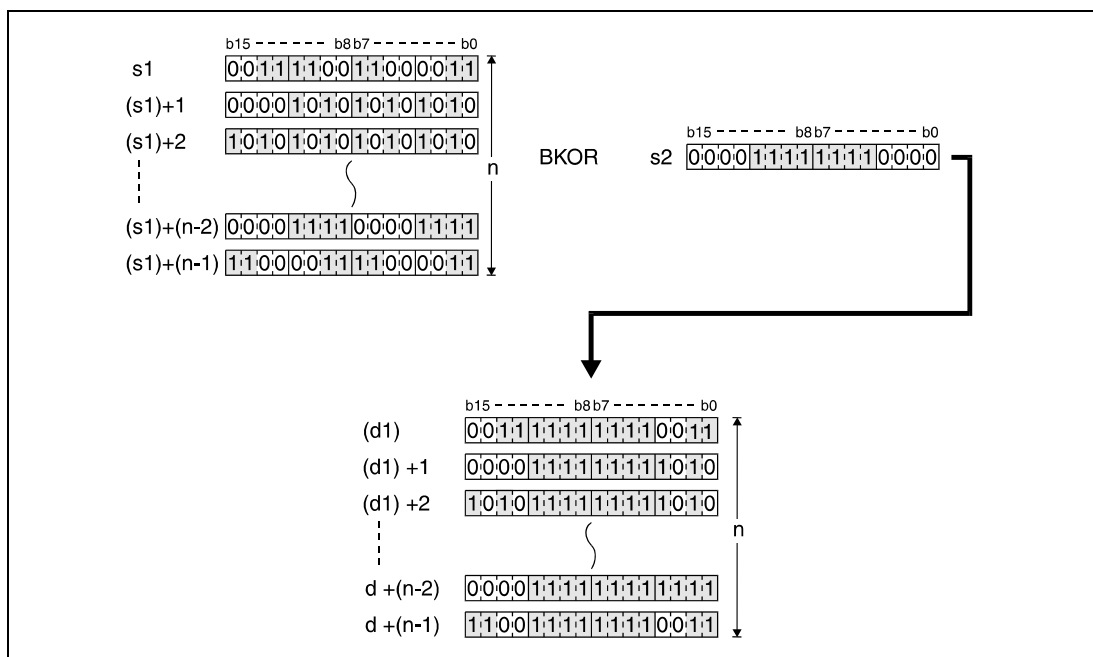 b15 b8 b7 b0
s1 0011110011000011
(s1)+1 0000101010101010
(s1)+2 1010101010101010
n
BKOR
b15 b8 b7 b0
s2 0000111111110000
(s1)+(n-2) 0000111100001111
(s1)+(n-1) 1100001111000011
b15 b8 b7 b0
(d1) 0011111111110011
(d1) +1 0000111111111010
(d1) +2 1010111111111010
n
d +(n-2) 0000111111111111
d +(n-1) 1100111111110011